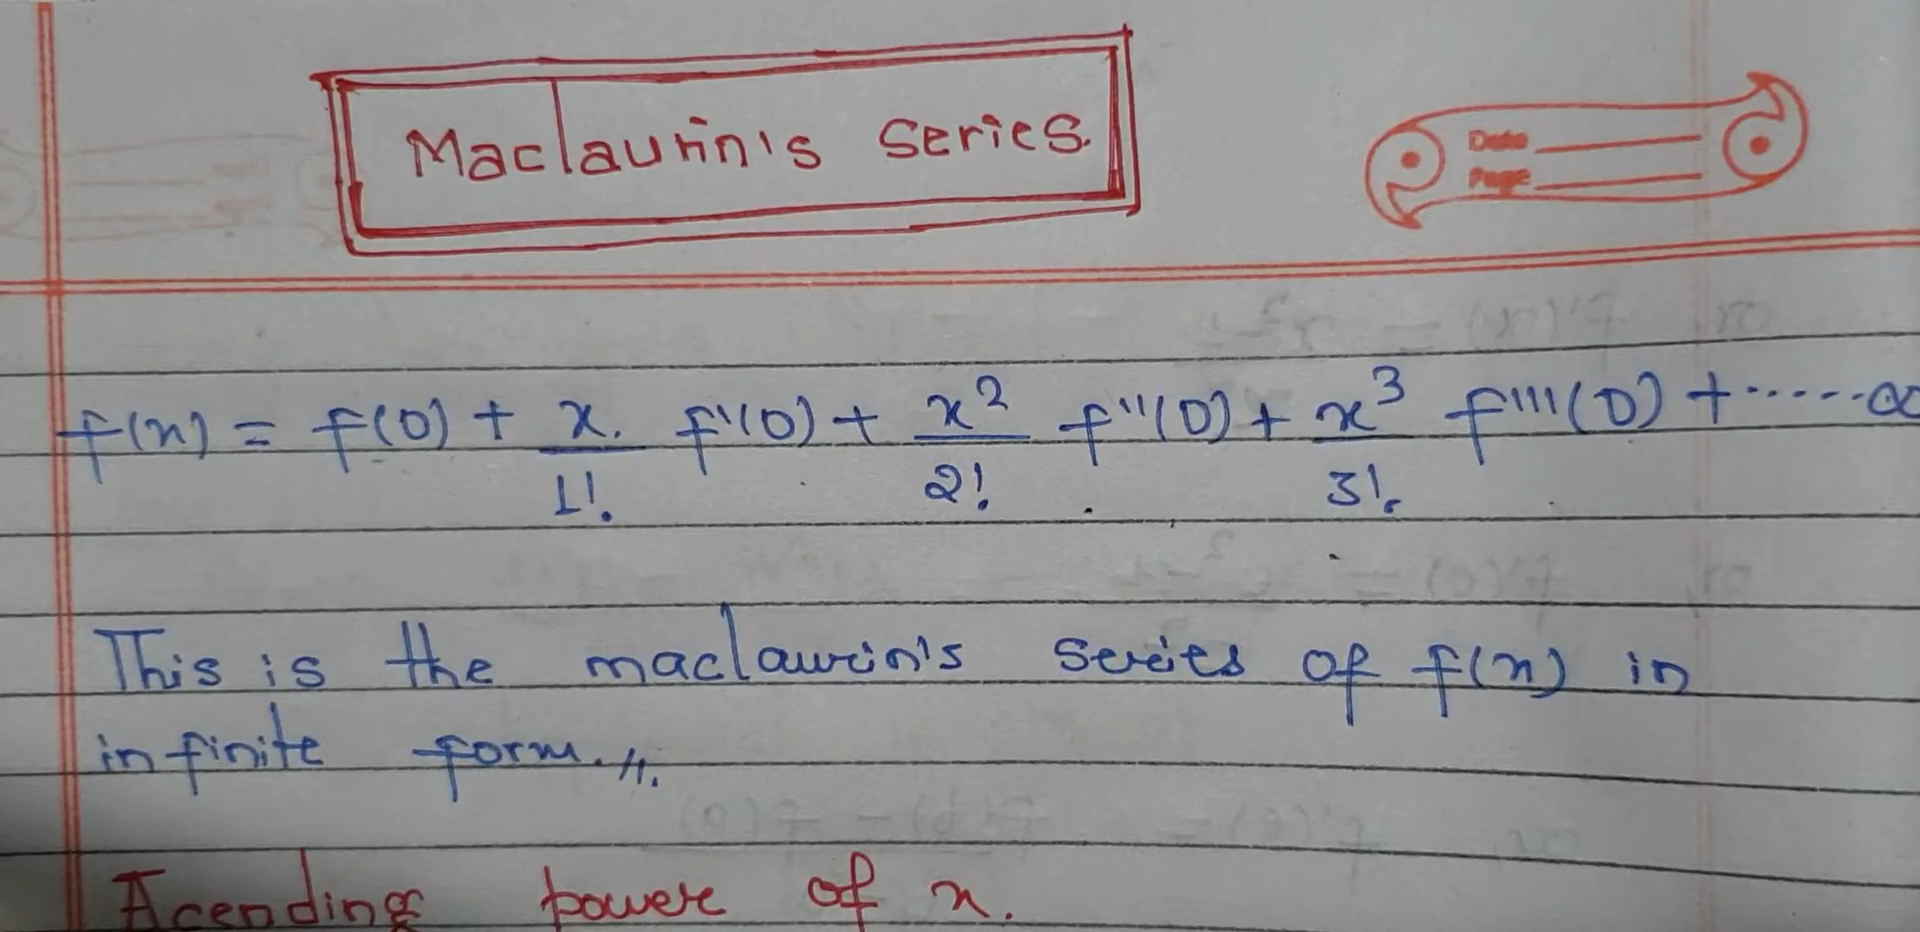 Maclaurin's series.
Date
Page
f(x) = f(0) + x/1! f'(0) + x²/2! f''(0) + x³/3! f'''(0) + ......∞
This is the maclaurin's series of f(x) in
infinite form.
Acending power of x.